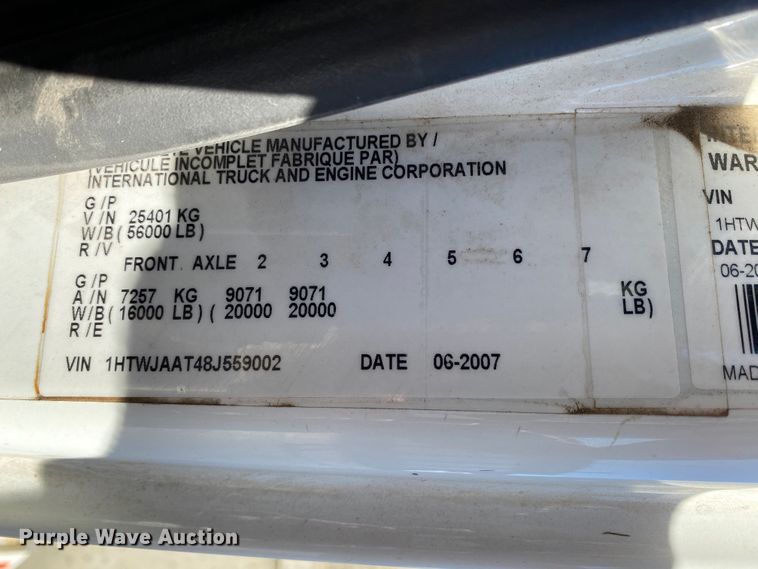 VEHICLE MANUFACTURED BY /
(VEHICULE INCOMPLET FABRIQUE PAR)
INTERNATIONAL TRUCK AND ENGINE CORPORATION
G / P
V / N 25401 KG
W/B ( 56000 LB)
R / V
FRONT AXLE 2 3 4 5 6 7
G / P
A / N 7257 KG 9071 9071 KG
W/B (16000 LB) ( 20000 20000 LB)
R / E
VIN 1HTWJAAT48J559002 DATE 06-2007
INTE
WAR
VIN
1HTW
DATE
06-20
MAD
Purple Wave Auction